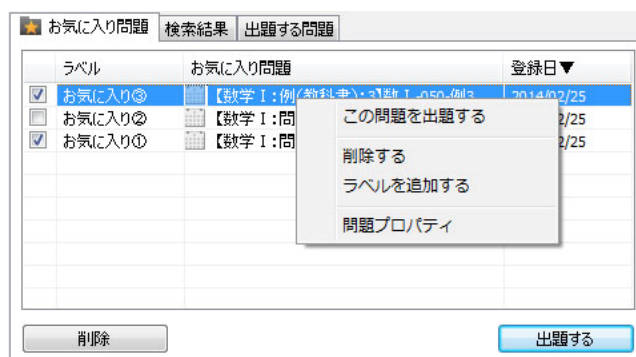 お気に入り問題 検索結果 出題する問題
ラベル お気に入り問題 登録日▼
お気に入り③ 【数学Ⅰ:例(教科書):3】数Ⅰ-050-例3 2014/02/25
お気に入り② 【数学Ⅰ:問 2/25
お気に入り① 【数学Ⅰ:問 2/25
この問題を出題する
削除する
ラベルを追加する
問題プロパティ
削除 出題する